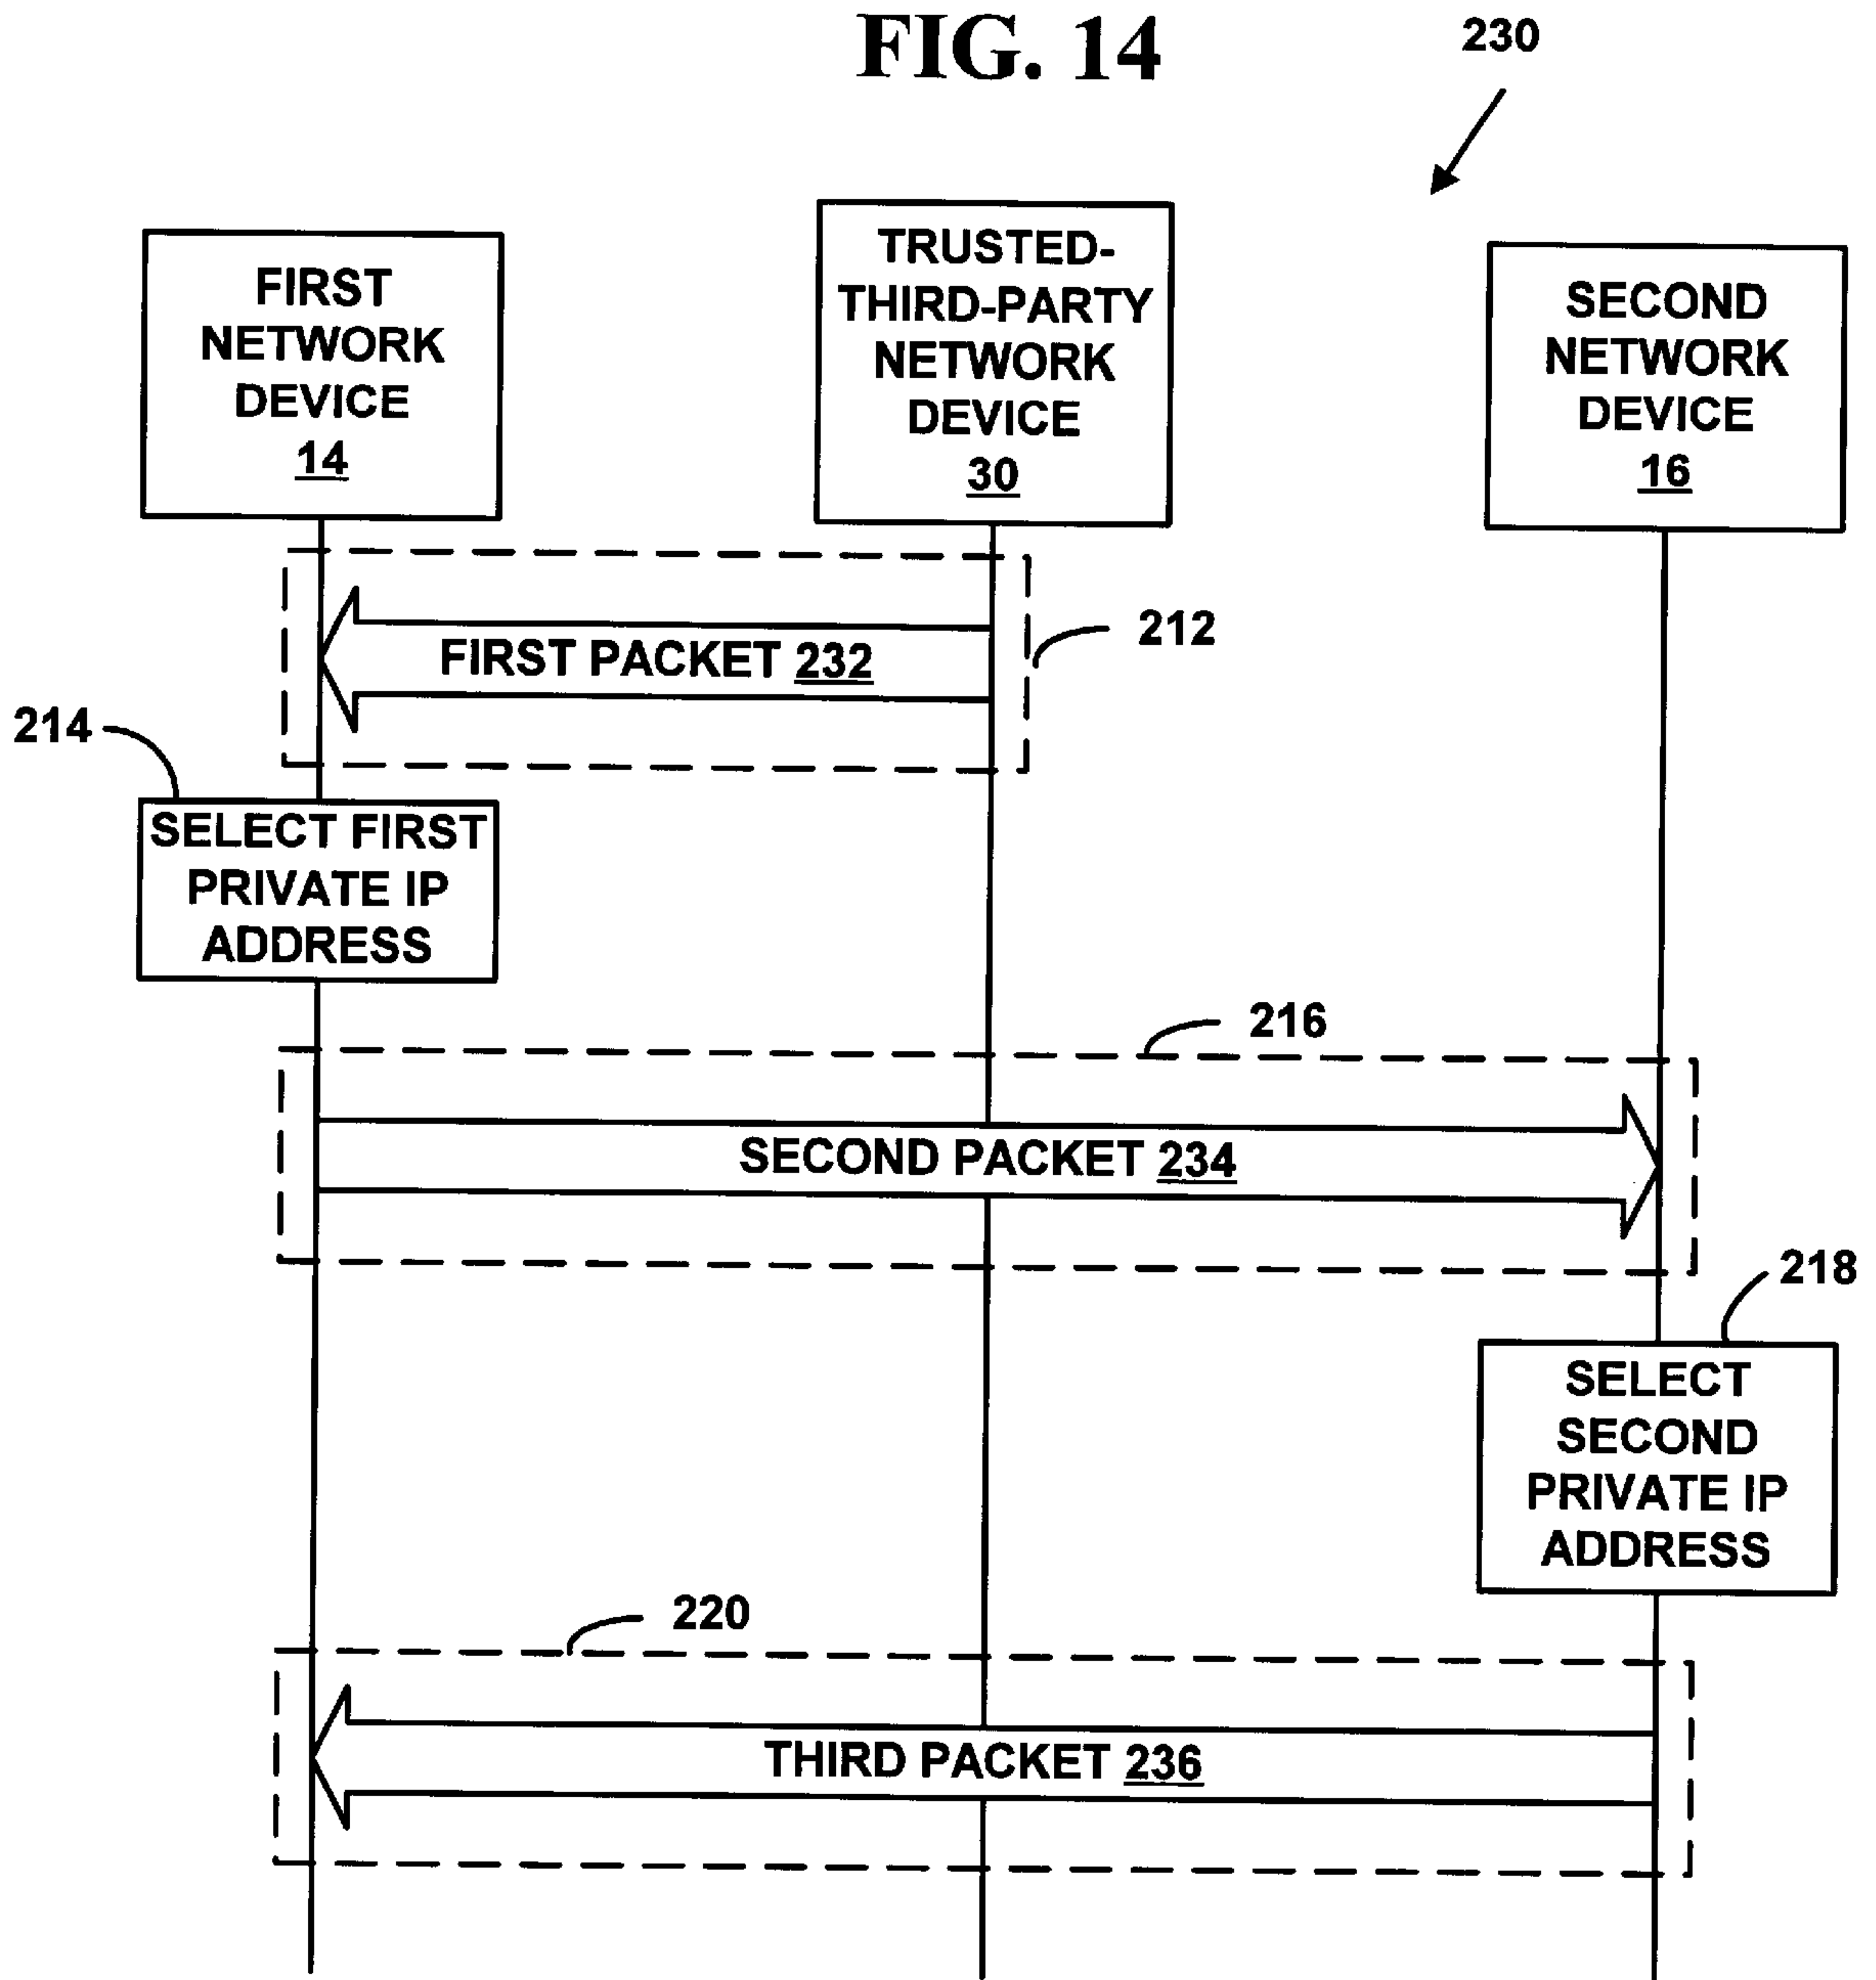 FIG. 14
230
FIRST
NETWORK
DEVICE
14
TRUSTED-
THIRD-PARTY
NETWORK
DEVICE
30
SECOND
NETWORK
DEVICE
16
FIRST PACKET 232
212
214
SELECT FIRST
PRIVATE IP
ADDRESS
216
SECOND PACKET 234
218
SELECT
SECOND
PRIVATE IP
ADDRESS
220
THIRD PACKET 236